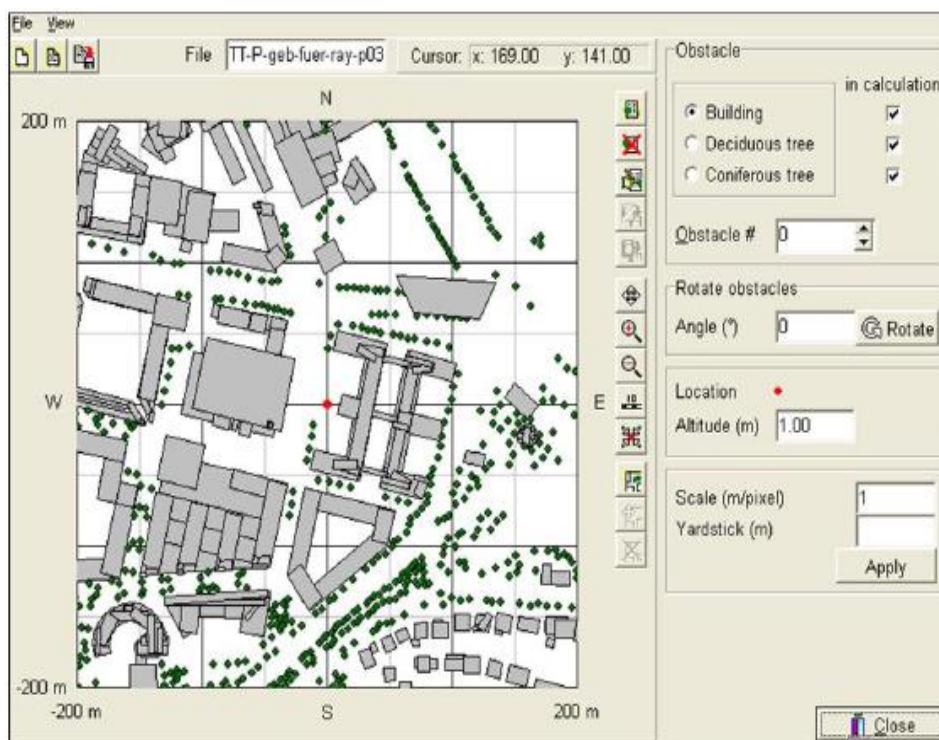 File View
File TT-P-geb-fuer-ray-p03 Cursor: x: 169.00 y: 141.00
N
200 m
W
E
-200 m
-200 m S 200 m
Obstacle
in calculation
Building
Deciduous tree
Coniferous tree
Obstacle # 0
Rotate obstacles
Angle (°) 0 Rotate
Location
Altitude (m) 1.00
Scale (m/pixel) 1
Yardstick (m)
Apply
Close